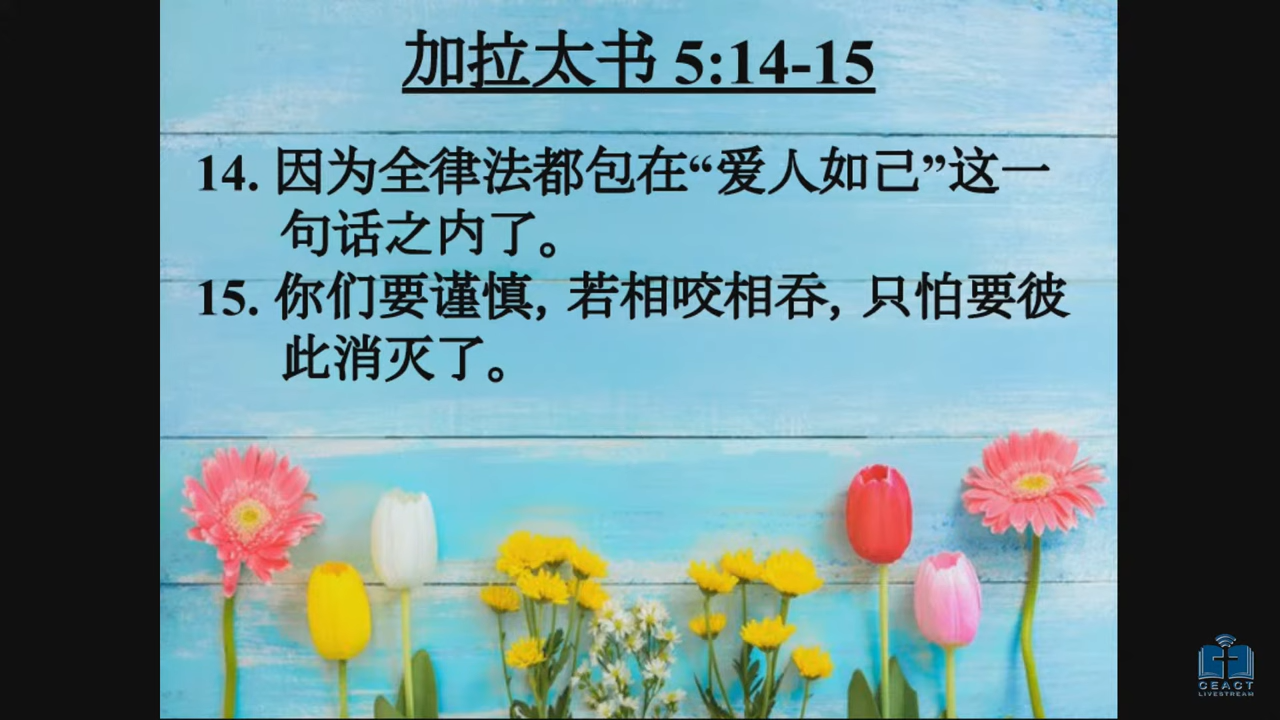 加拉太书 5:14-15
14. 因为全律法都包在“爱人如己”这一
句话之内了。
15. 你们要谨慎, 若相咬相吞, 只怕要彼
此消灭了。
CEACT
LIVESTREAM